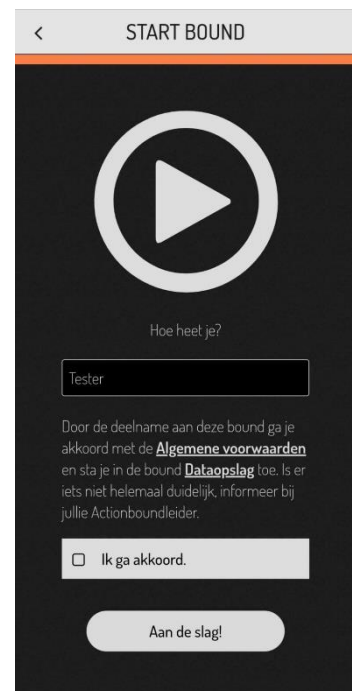 START BOUND
Hoe heet je?
Tester
Door de deelname aan deze bound ga je
akkoord met de Algemene voorwaarden
en sta je in de bound Dataopslag toe. Is er
iets niet helemaal duidelijk, informeer bij
jullie Actionboundleider.
Ik ga akkoord.
Aan de slag!